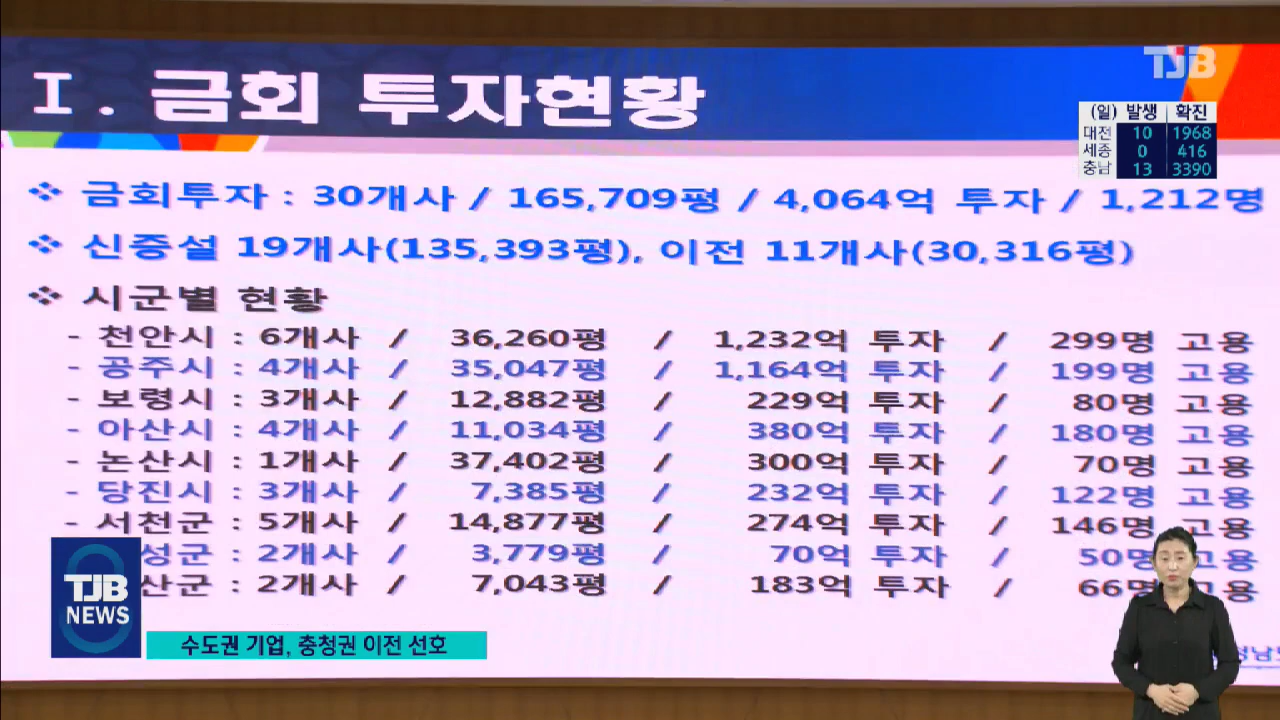 TJB
I. 금회 투자현황
(일) 발생 확진
대전 10 1968
세종 0 416
충남 13 3390
❖ 금회투자 : 30개사 / 165,709평 / 4,064억 투자 / 1,212명
❖ 신증설 19개사(135,393평), 이전 11개사(30,316평)
❖ 시군별 현황
- 천안시 : 6개사 / 36,260평 / 1,232억 투자 / 299명 고용
- 공주시 : 4개사 / 35,047평 / 1,164억 투자 / 199명 고용
- 보령시 : 3개사 / 12,882평 / 229억 투자 / 80명 고용
- 아산시 : 4개사 / 11,034평 / 380억 투자 / 180명 고용
- 논산시 : 1개사 / 37,402평 / 300억 투자 / 70명 고용
- 당진시 : 3개사 / 7,385평 / 232억 투자 / 122명 고용
- 서천군 : 5개사 / 14,877평 / 274억 투자 / 146명 고용
성군 : 2개사 / 3,779평 / 70억 투자 / 50명 고용
산군 : 2개사 / 7,043평 / 183억 투자 / 66명 고용
TJB
NEWS
수도권 기업, 충청권 이전 선호